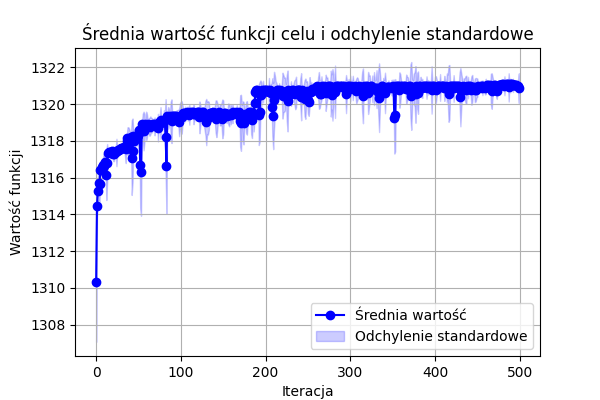 Średnia wartość funkcji celu i odchylenie standardowe
Wartość funkcji
1322
1320
1318
1316
1314
1312
1310
1308
0 100 200 300 400 500
Iteracja
Średnia wartość
Odchylenie standardowe